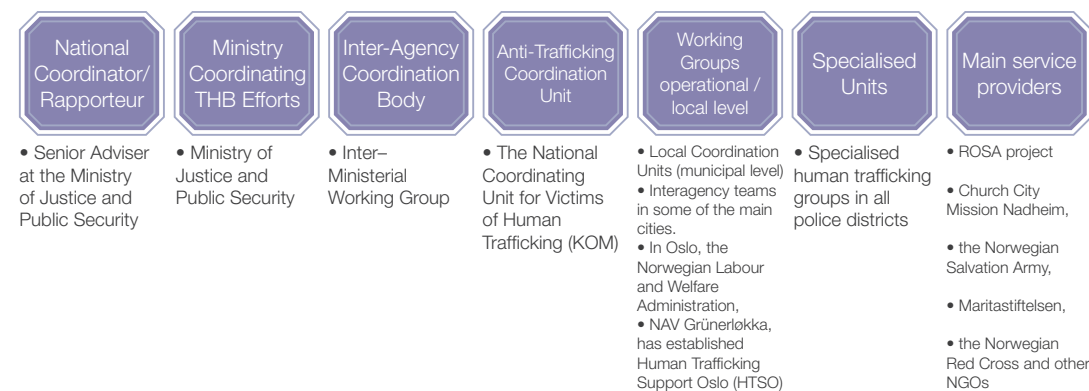 National
Coordinator/
Rapporteur
Ministry
Coordinating
THB Efforts
Inter-Agency
Coordination
Body
Anti-Trafficking
Coordination
Unit
Working
Groups
operational /
local level
Specialised
Units
Main service
providers
• Senior Adviser
at the Ministry
of Justice and
Public Security
• Ministry of
Justice and
Public Security
• Inter–
Ministerial
Working Group
• The National
Coordinating
Unit for Victims
of Human
Trafficking (KOM)
• Local Coordination
Units (municipal level)
• Interagency teams
in some of the main
cities.
• In Oslo, the
Norwegian Labour
and Welfare
Administration,
• NAV Grünerløkka,
has established
Human Trafficking
Support Oslo (HTSO)
• Specialised
human trafficking
groups in all
police districts
• ROSA project
• Church City
Mission Nadheim,
• the Norwegian
Salvation Army,
• Maritastiftelsen,
• the Norwegian
Red Cross and other
NGOs